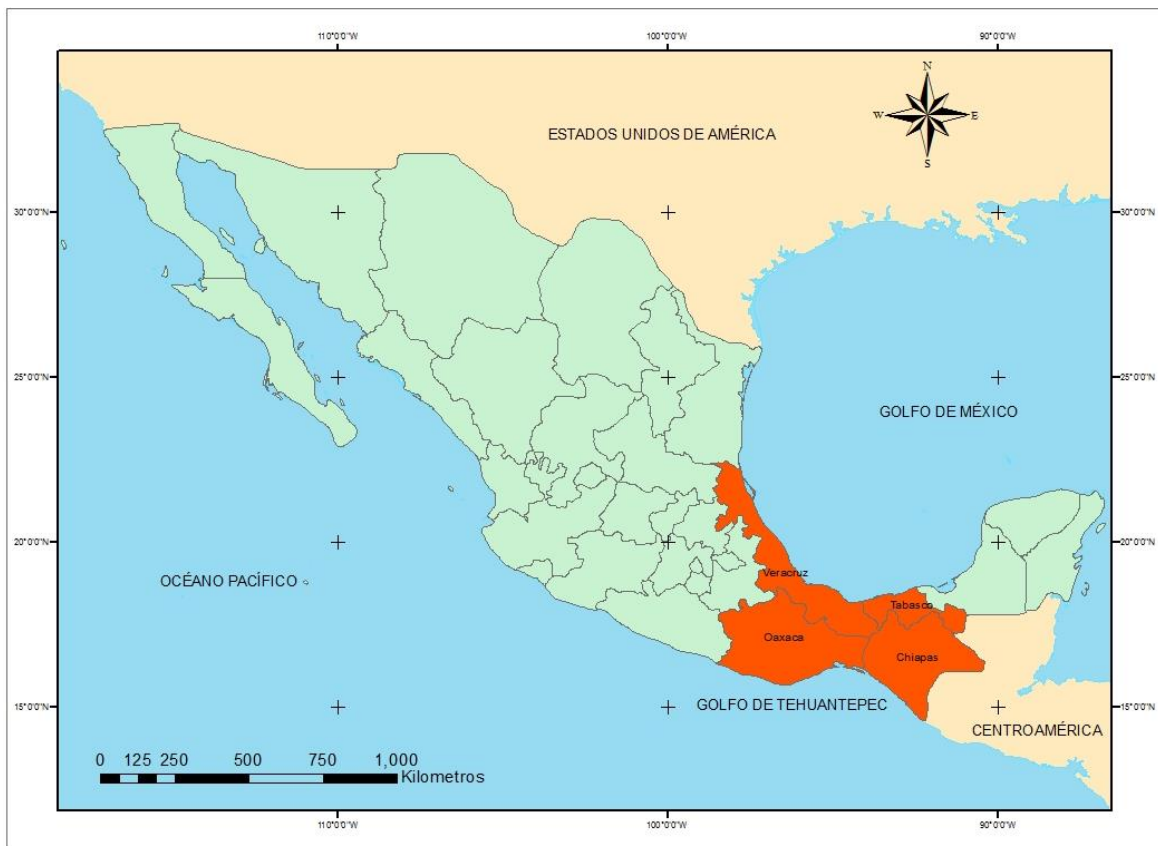 110°0'0"W 100°0'0"W 90°0'0"W
N
W E
S
ESTADOS UNIDOS DE AMÉRICA
30°0'0"N 30°0'0"N
25°0'0"N 25°0'0"N
GOLFO DE MÉXICO
20°0'0"N 20°0'0"N
OCÉANO PACÍFICO
Veracruz
Tabasco
Oaxaca
Chiapas
GOLFO DE TEHUANTEPEC
15°0'0"N 15°0'0"N
CENTROAMÉRICA
0 125 250 500 750 1,000
Kilometros
110°0'0"W 100°0'0"W 90°0'0"W